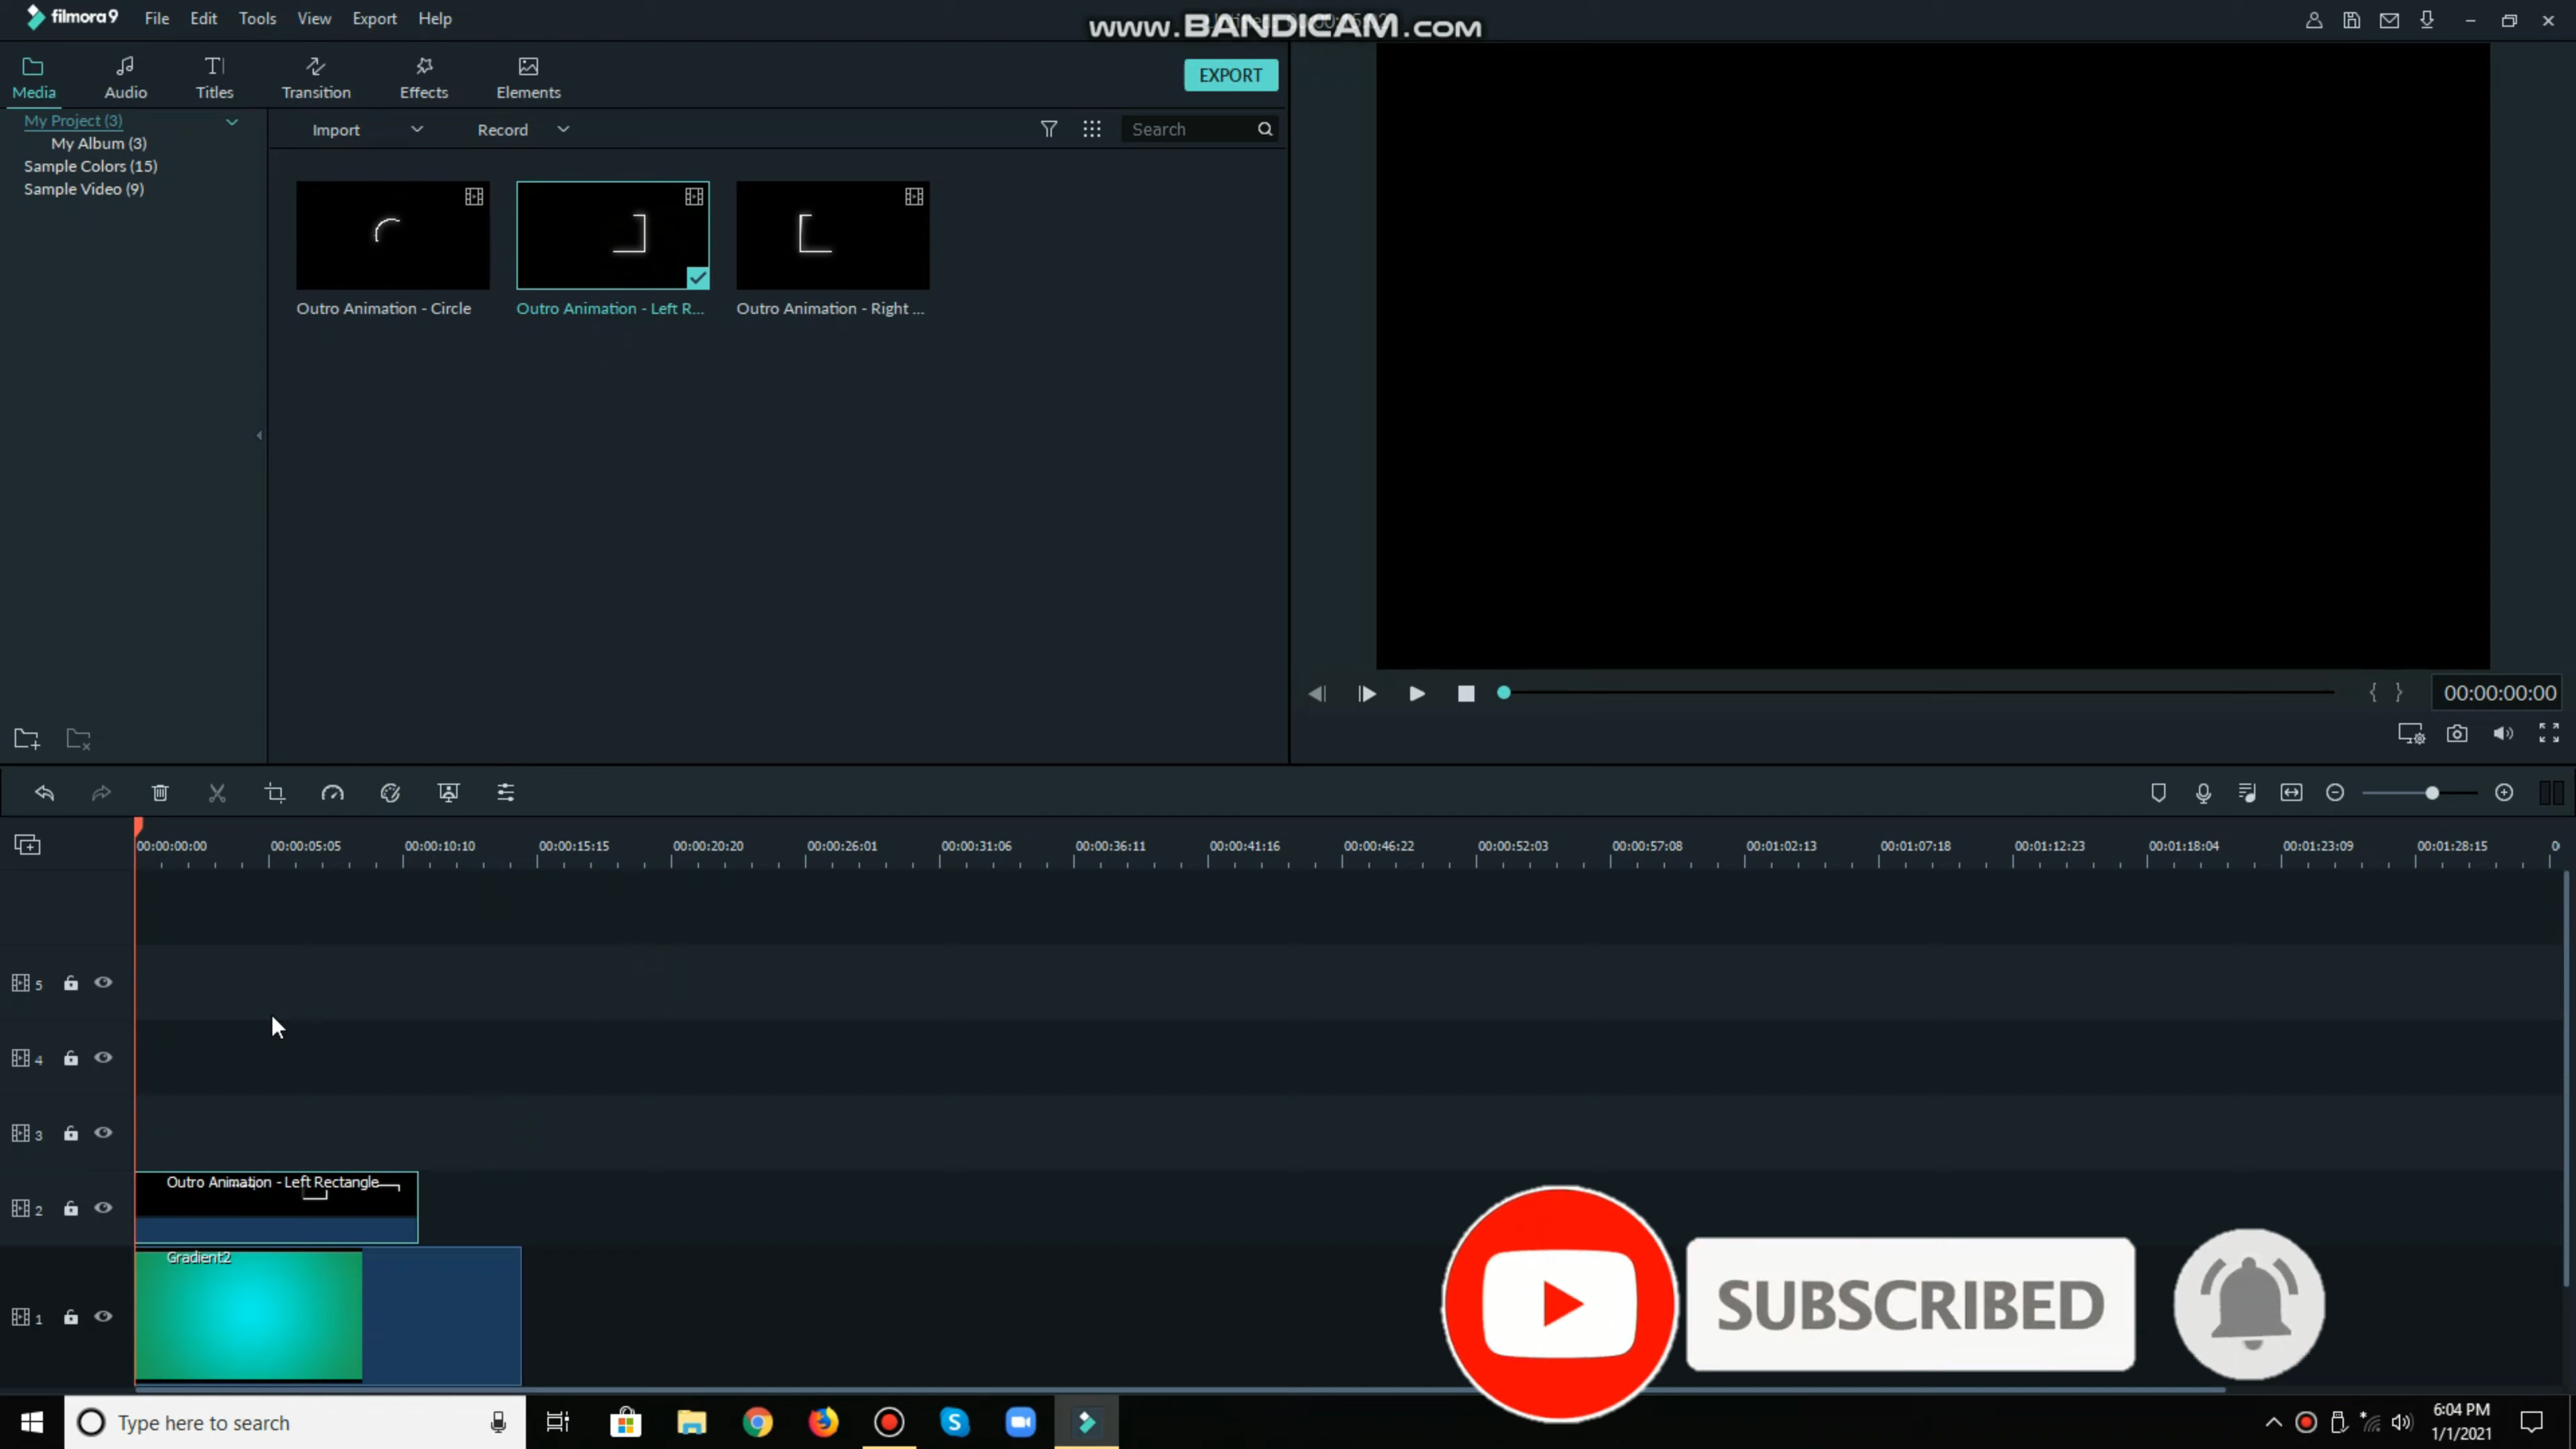 filmora9 File Edit Tools View Export Help
www.BANDICAM.com
Media Audio Titles Transition Effects Elements
EXPORT
My Project (3)
My Album (3)
Sample Colors (15)
Sample Video (9)
Import Record Search
Outro Animation - Circle
Outro Animation - Left R...
Outro Animation - Right ...
{ } 00:00:00:00
00:00:00:00 00:00:05:05 00:00:10:10 00:00:15:15 00:00:20:20 00:00:26:01 00:00:31:06 00:00:36:11 00:00:41:16 00:00:46:22 00:00:52:03 00:00:57:08 00:01:02:13 00:01:07:18 00:01:12:23 00:01:18:04 00:01:23:09 00:01:28:15
5
4
3
Outro Animation - Left Rectangle
2
Gradient2
1
SUBSCRIBED
Type here to search
6:04 PM
1/1/2021